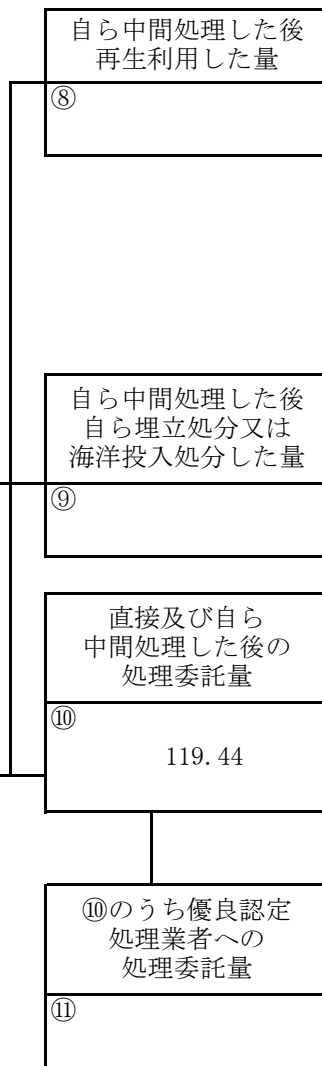 自ら中間処理した後
再生利用した量
⑧
自ら中間処理した後
自ら埋立処分又は
海洋投入処分した量
⑨
直接及び自ら
中間処理した後の
処理委託量
⑩
119.44
⑩のうち優良認定
処理業者への
処理委託量
⑪